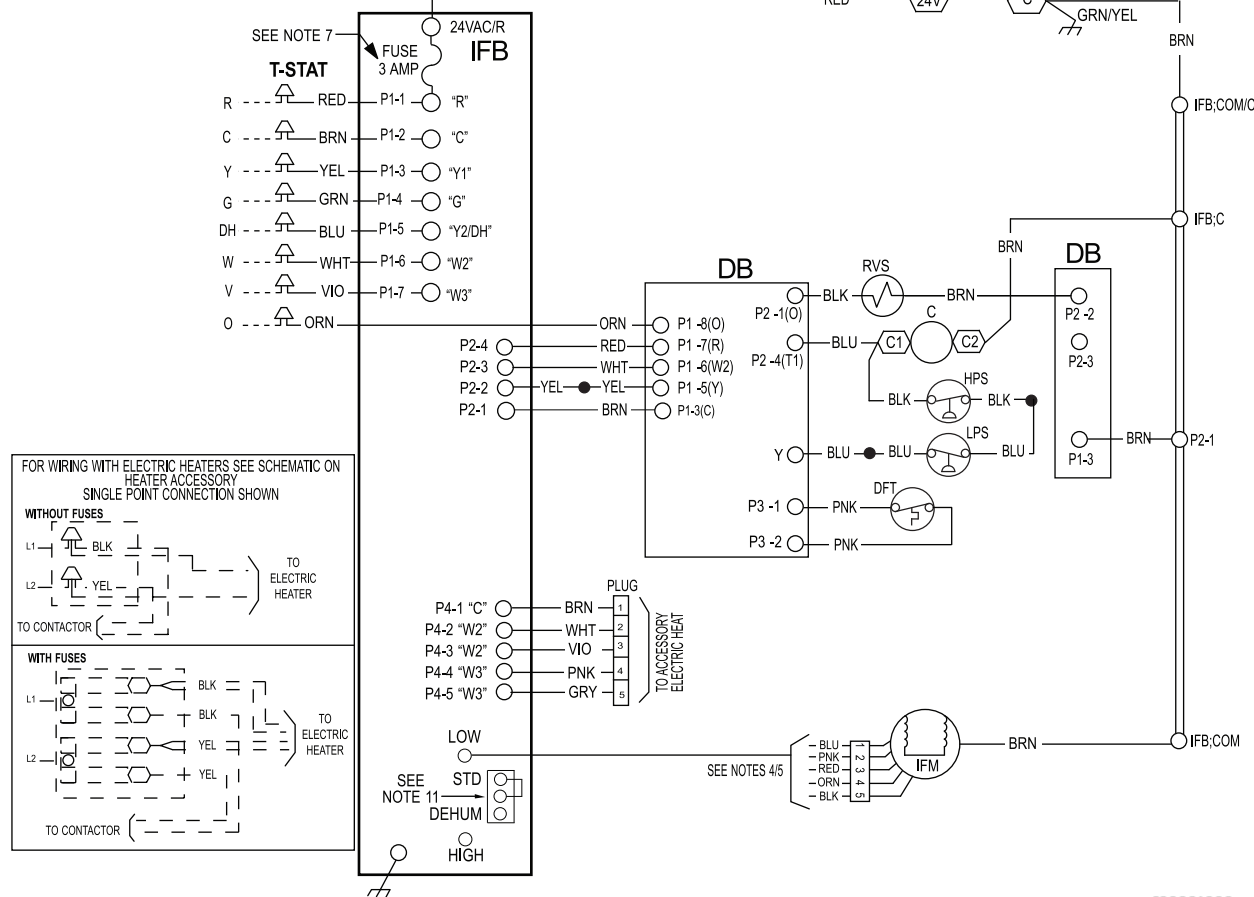 RED
24V
C
GRN/YEL
BRN
SEE NOTE 7
24VAC/R
FUSE
3 AMP
IFB
T-STAT
R RED P1-1 "R"
C BRN P1-2 "C"
Y YEL P1-3 "Y1"
G GRN P1-4 "G"
DH BLU P1-5 "Y2/DH"
W WHT P1-6 "W2"
V VIO P1-7 "W3"
O ORN
IFB;COM/C
IFB;C
BRN
DB
RVS
DB
BLK BRN
P2 -1(O)
P2 -2
C
ORN P1 -8(O)
P2-4 RED P1 -7(R)
P2-3 WHT P1 -6(W2)
P2-2 YEL YEL P1 -5(Y)
P2-1 BRN P1-3(C)
BLU C1 C2
P2 -4(T1)
P2-3
HPS
BLK BLK
LPS
Y BLU BLU BLU
BRN P2-1
P1-3
DFT
P3 -1 PNK
P3 -2 PNK
FOR WIRING WITH ELECTRIC HEATERS SEE SCHEMATIC ON
HEATER ACCESSORY
SINGLE POINT CONNECTION SHOWN
WITHOUT FUSES
L1 BLK
L2 YEL
TO
ELECTRIC
HEATER
TO CONTACTOR
WITH FUSES
BLK
L1
BLK
YEL
L2
YEL
TO
ELECTRIC
HEATER
TO CONTACTOR
PLUG
P4-1 "C" BRN 1
P4-2 "W2" WHT 2
P4-3 "W2" VIO 3
P4-4 "W3" PNK 4
P4-5 "W3" GRY 5
TO ACCESSORY
ELECTRIC HEAT
LOW
SEE
NOTE 11
STD
DEHUM
HIGH
SEE NOTES 4/5
BLU 1
PNK 2
RED 3
ORN 4
BLK 5
IFM
BRN
IFB;COM